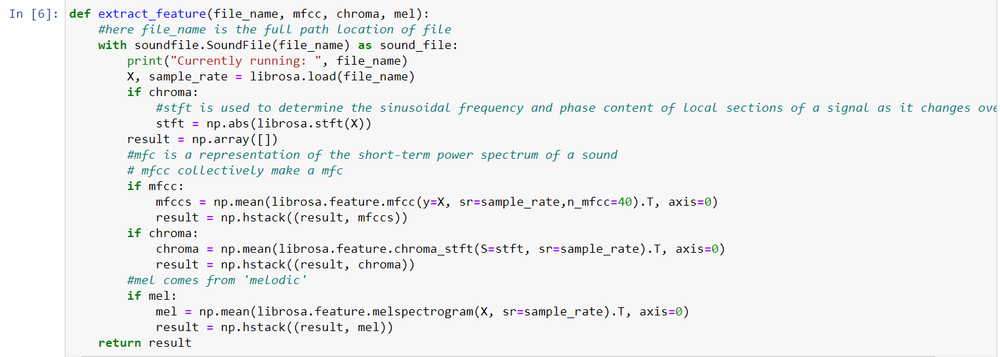 In [6]: def extract_feature(file_name, mfcc, chroma, mel):
    #here file_name is the full path location of file
    with soundfile.SoundFile(file_name) as sound_file:
        print("Currently running: ", file_name)
        X, sample_rate = librosa.load(file_name)
        if chroma:
            #stft is used to determine the sinusoidal frequency and phase content of local sections of a signal as it changes ove
            stft = np.abs(librosa.stft(X))
        result = np.array([])
        #mfc is a representation of the short-term power spectrum of a sound
        # mfcc collectively make a mfc
        if mfcc:
            mfccs = np.mean(librosa.feature.mfcc(y=X, sr=sample_rate,n_mfcc=40).T, axis=0)
            result = np.hstack((result, mfccs))
        if chroma:
            chroma = np.mean(librosa.feature.chroma_stft(S=stft, sr=sample_rate).T, axis=0)
            result = np.hstack((result, chroma))
        #mel comes from 'melodic'
        if mel:
            mel = np.mean(librosa.feature.melspectrogram(X, sr=sample_rate).T, axis=0)
            result = np.hstack((result, mel))
    return result